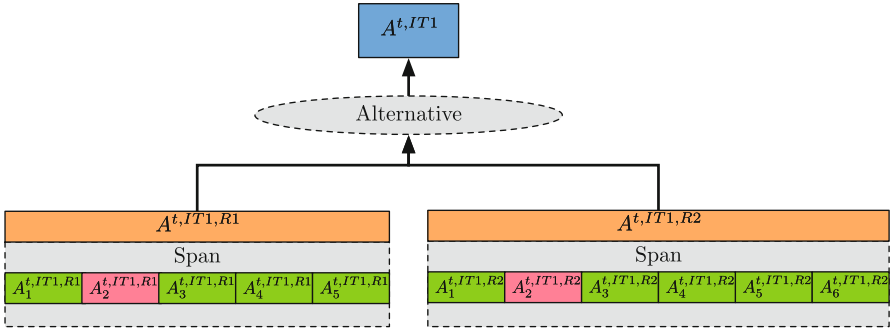 $A^{t,IT1}$
Alternative
$A^{t,IT1,R1}$ $A^{t,IT1,R2}$
Span Span
$A_1^{t,IT1,R1}$ $A_2^{t,IT1,R1}$ $A_3^{t,IT1,R1}$ $A_4^{t,IT1,R1}$ $A_5^{t,IT1,R1}$ $A_1^{t,IT1,R2}$ $A_2^{t,IT1,R2}$ $A_3^{t,IT1,R2}$ $A_4^{t,IT1,R2}$ $A_5^{t,IT1,R2}$ $A_6^{t,IT1,R2}$